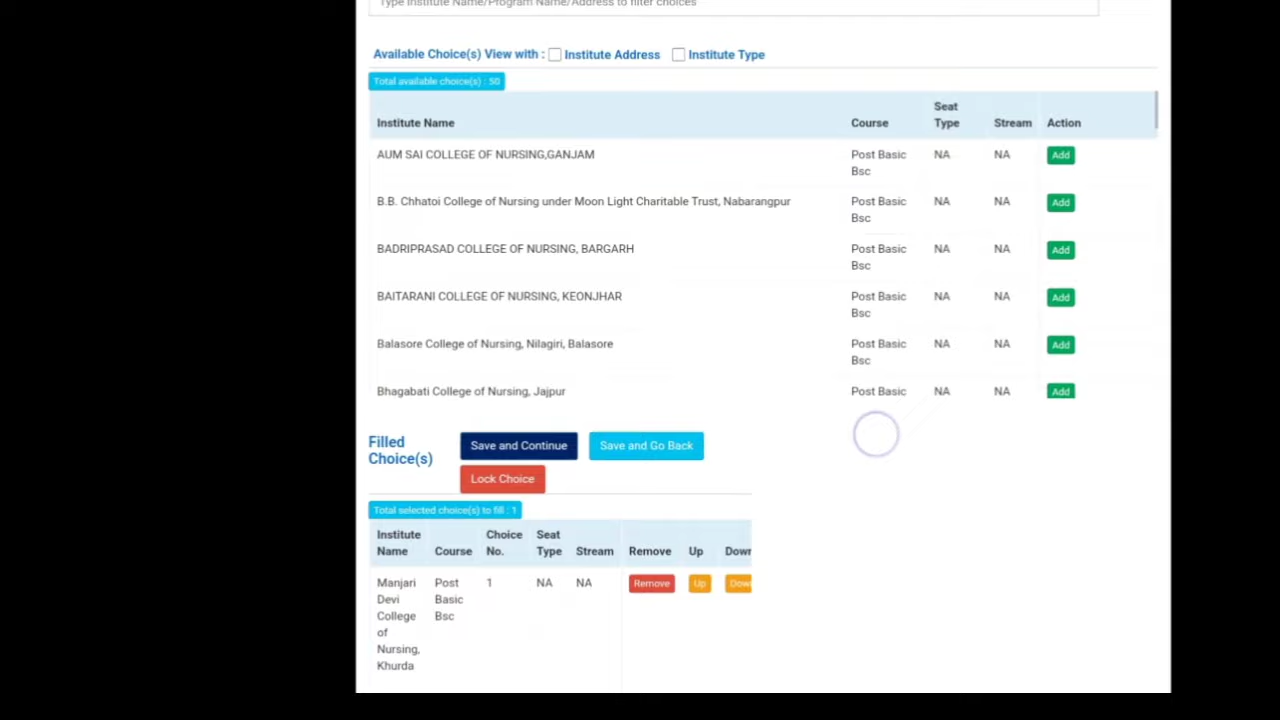 Type Institute Name/Program Name/Address to filter choices
Available Choice(s) View with : Institute Address Institute Type
Total available choice(s) : 50
Institute Name Course Seat Type Stream Action
AUM SAI COLLEGE OF NURSING,GANJAM Post Basic Bsc NA NA Add
B.B. Chhatoi College of Nursing under Moon Light Charitable Trust, Nabarangpur Post Basic Bsc NA NA Add
BADRIPRASAD COLLEGE OF NURSING, BARGARH Post Basic Bsc NA NA Add
BAITARANI COLLEGE OF NURSING, KEONJHAR Post Basic Bsc NA NA Add
Balasore College of Nursing, Nilagiri, Balasore Post Basic Bsc NA NA Add
Bhagabati College of Nursing, Jajpur Post Basic NA NA Add
Filled Choice(s)
Save and Continue Save and Go Back
Lock Choice
Total selected choice(s) to fill : 1
Institute Name Course Choice No. Seat Type Stream Remove Up Down
Manjari Devi College of Nursing, Khurda Post Basic Bsc 1 NA NA Remove Up Down